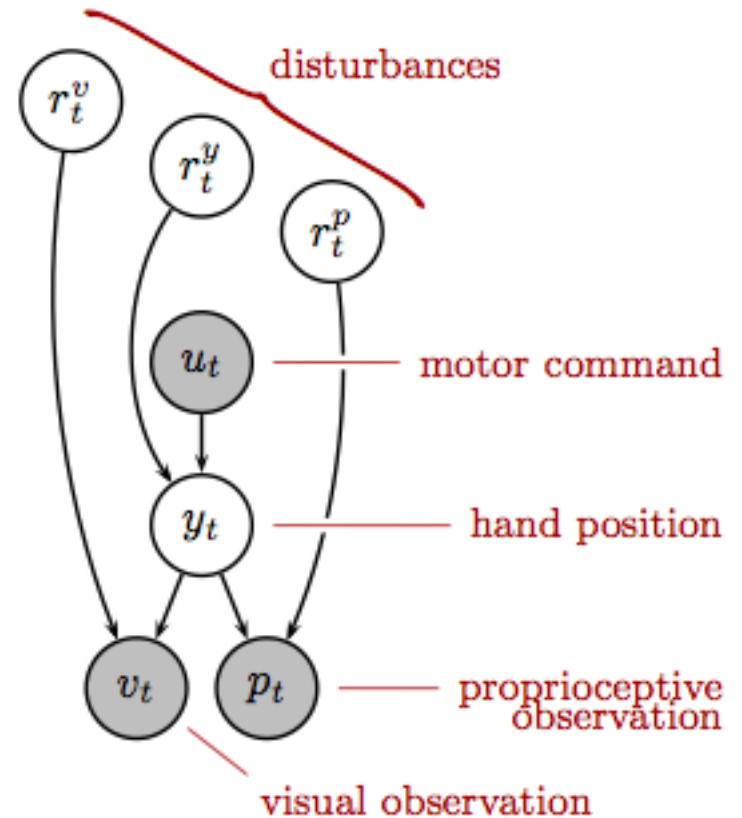 disturbances
r_t^v
r_t^y
r_t^p
u_t
motor command
y_t
hand position
v_t
p_t
proprioceptive
observation
visual observation